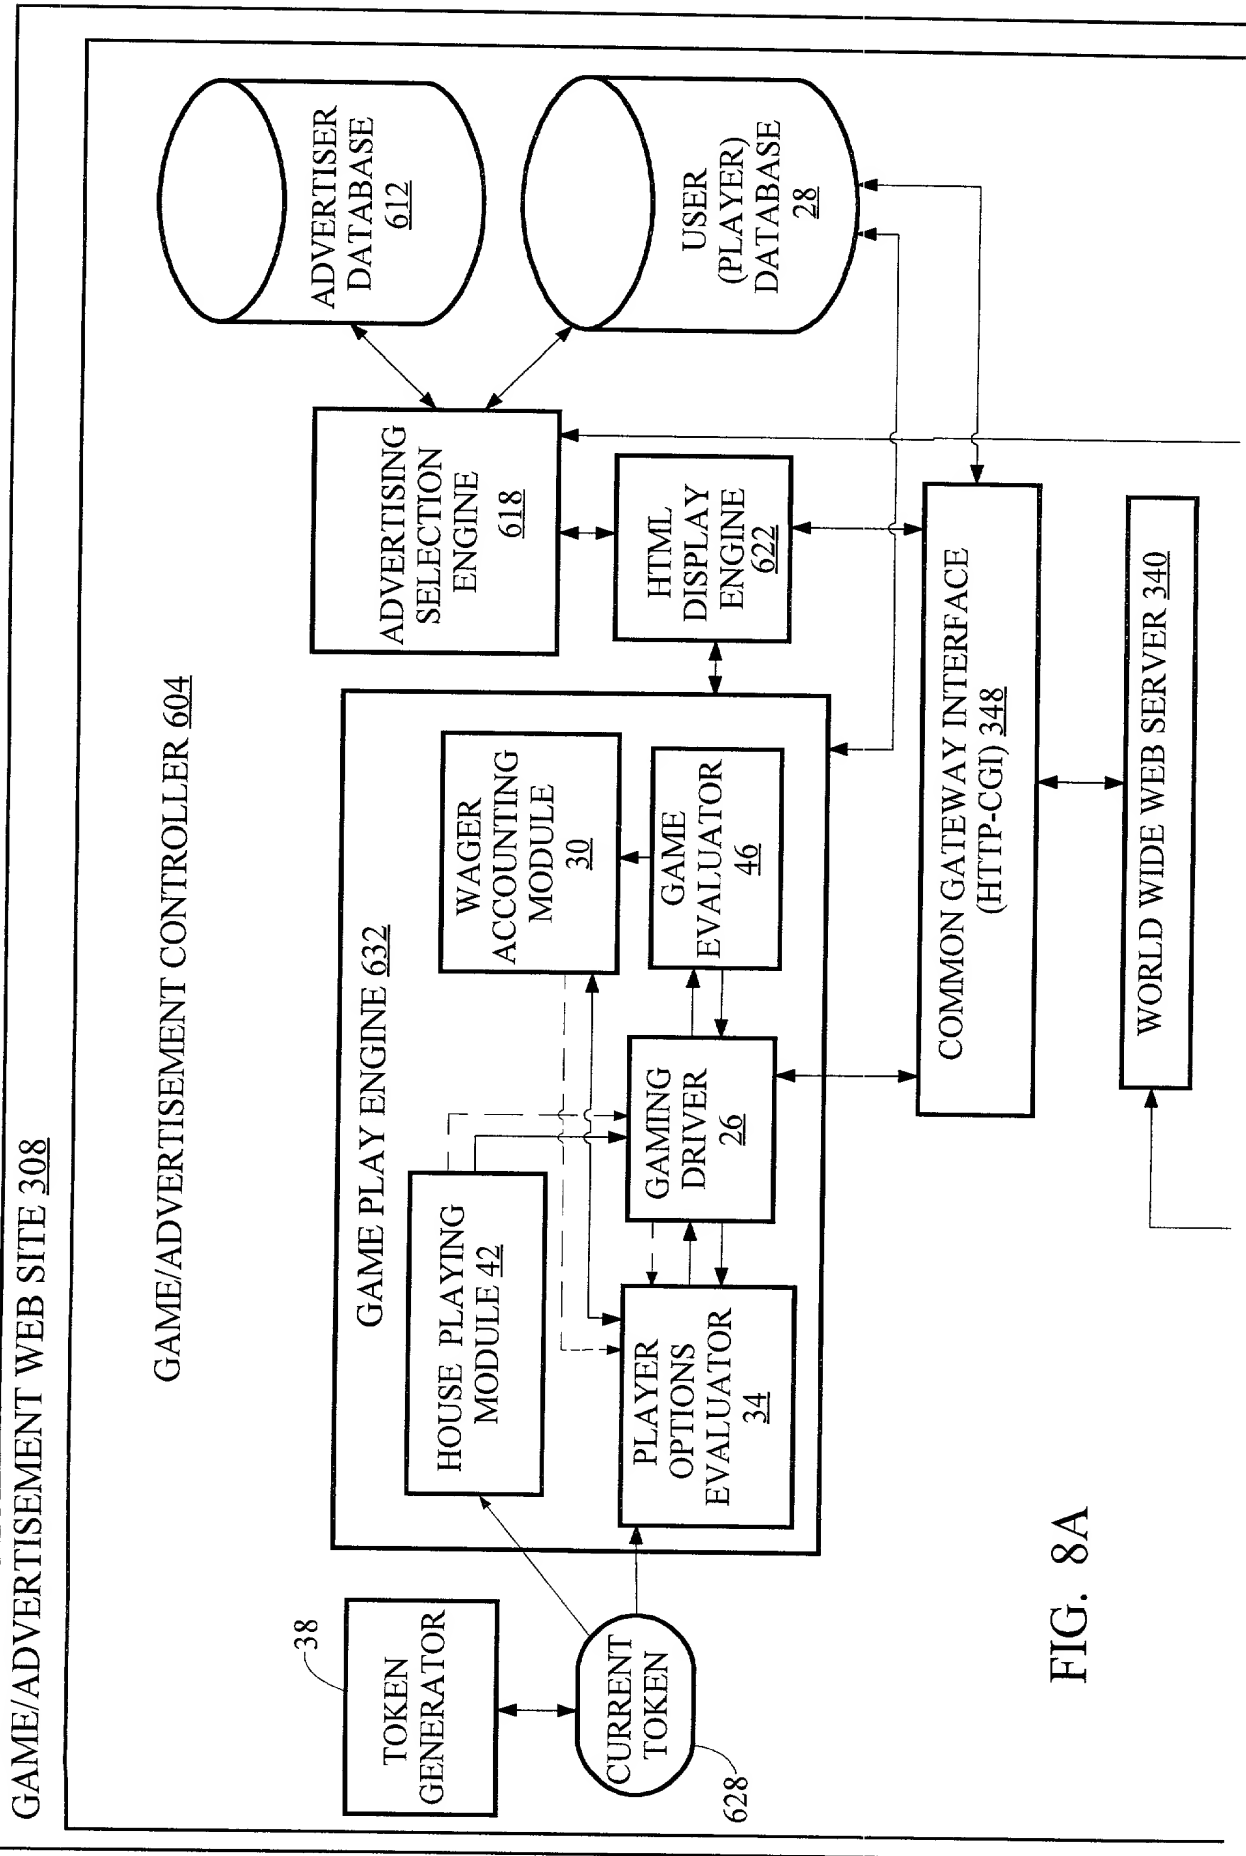 GAME/ADVERTISEMENT WEB SITE 308
GAME/ADVERTISEMENT CONTROLLER 604
38
TOKEN
GENERATOR
CURRENT
TOKEN
628
GAME PLAY ENGINE 632
HOUSE PLAYING
MODULE 42
WAGER
ACCOUNTING
MODULE
30
PLAYER
OPTIONS
EVALUATOR
34
GAMING
DRIVER
26
GAME
EVALUATOR
46
ADVERTISING
SELECTION
ENGINE
618
HTML
DISPLAY
ENGINE
622
ADVERTISER
DATABASE
612
USER
(PLAYER)
DATABASE
28
COMMON GATEWAY INTERFACE
(HTTP-CGI) 348
WORLD WIDE WEB SERVER 340
FIG. 8A